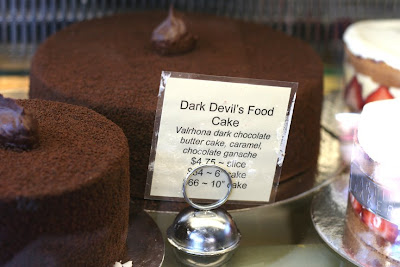 Dark Devil's Food
Cake
Valrhona dark chocolate
butter cake, caramel,
chocolate ganache
$4.75 ~ slice
~ 6" cake
~ 10" cake